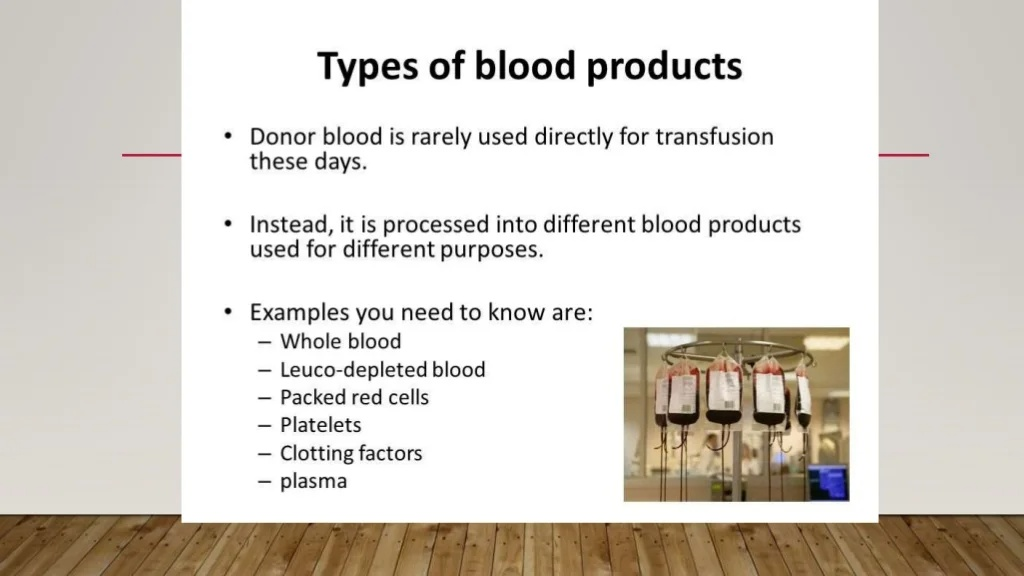 Types of blood products
• Donor blood is rarely used directly for transfusion
these days.
• Instead, it is processed into different blood products
used for different purposes.
• Examples you need to know are:
– Whole blood
– Leuco-depleted blood
– Packed red cells
– Platelets
– Clotting factors
– plasma